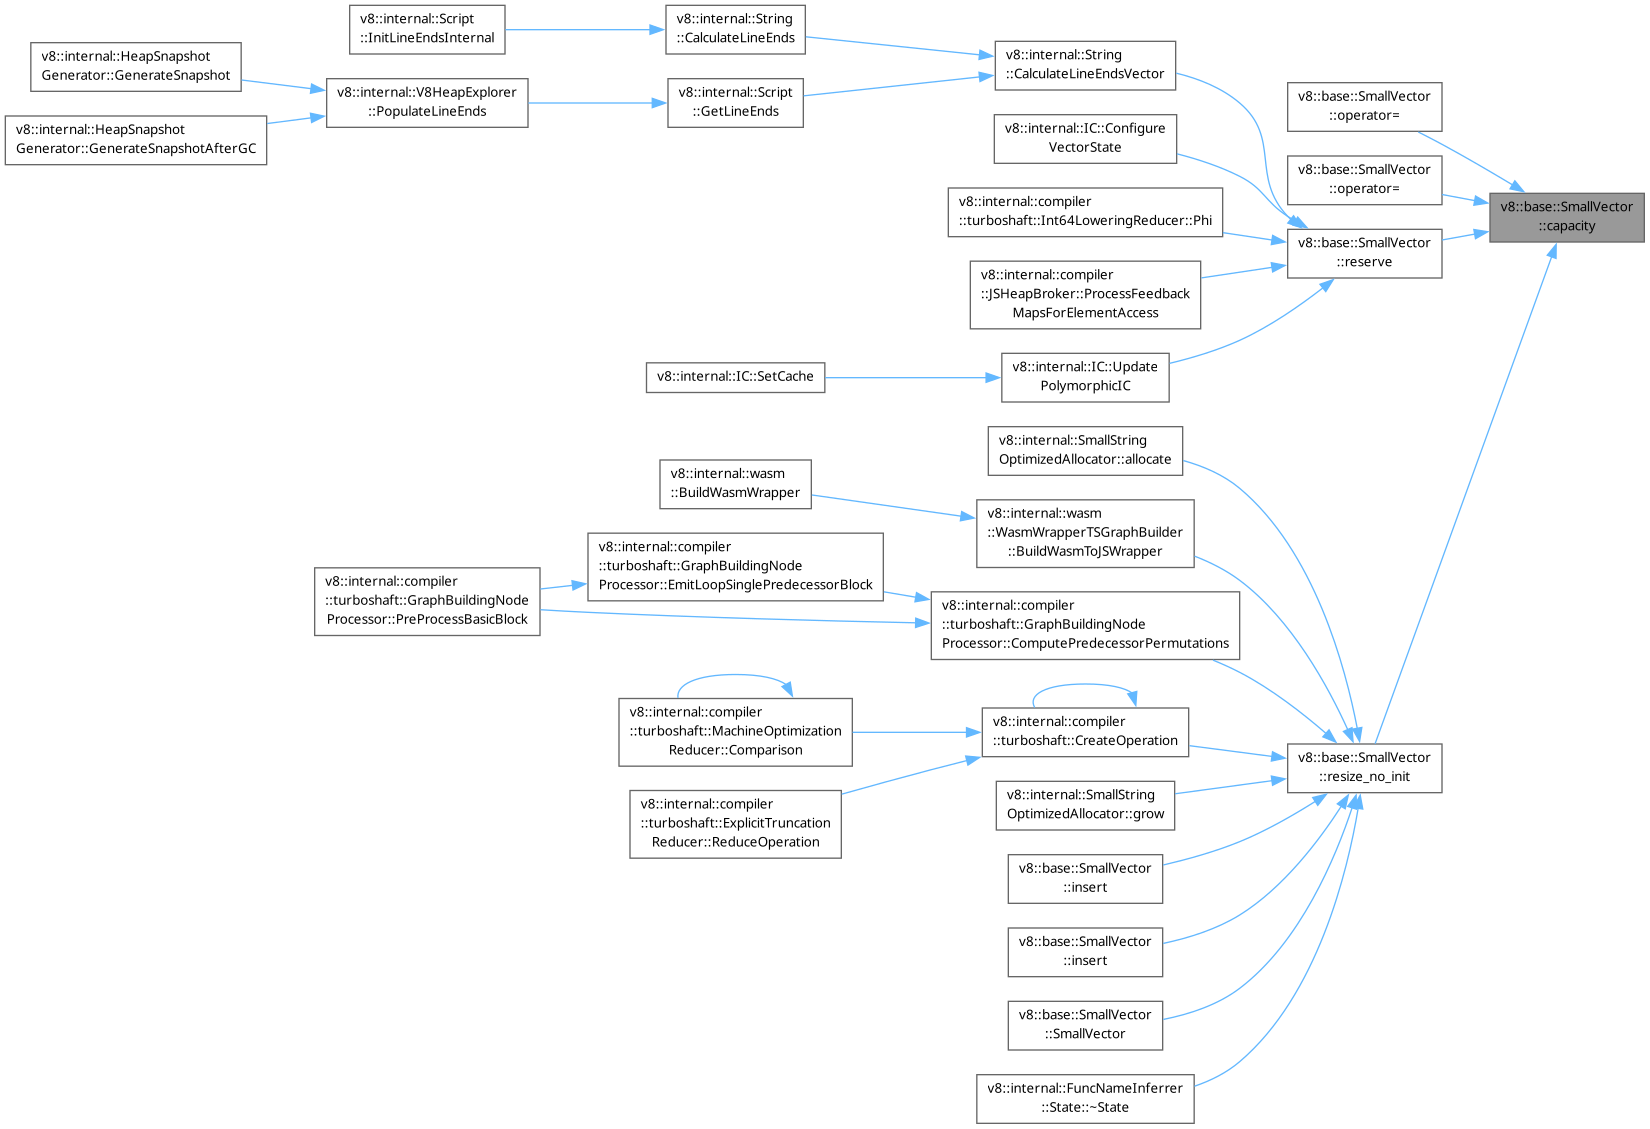 v8::internal::Script
::InitLineEndsInternal
v8::internal::String
::CalculateLineEnds
v8::internal::HeapSnapshot
Generator::GenerateSnapshot
v8::internal::V8HeapExplorer
::PopulateLineEnds
v8::internal::Script
::GetLineEnds
v8::internal::HeapSnapshot
Generator::GenerateSnapshotAfterGC
v8::internal::String
::CalculateLineEndsVector
v8::internal::IC::Configure
VectorState
v8::internal::compiler
::turboshaft::Int64LoweringReducer::Phi
v8::internal::compiler
::JSHeapBroker::ProcessFeedback
MapsForElementAccess
v8::internal::IC::SetCache
v8::internal::IC::Update
PolymorphicIC
v8::base::SmallVector
::operator=
v8::base::SmallVector
::operator=
v8::base::SmallVector
::reserve
v8::base::SmallVector
::capacity
v8::internal::SmallString
OptimizedAllocator::allocate
v8::internal::wasm
::BuildWasmWrapper
v8::internal::wasm
::WasmWrapperTSGraphBuilder
::BuildWasmToJSWrapper
v8::internal::compiler
::turboshaft::GraphBuildingNode
Processor::EmitLoopSinglePredecessorBlock
v8::internal::compiler
::turboshaft::GraphBuildingNode
Processor::PreProcessBasicBlock
v8::internal::compiler
::turboshaft::GraphBuildingNode
Processor::ComputePredecessorPermutations
v8::internal::compiler
::turboshaft::MachineOptimization
Reducer::Comparison
v8::internal::compiler
::turboshaft::CreateOperation
v8::internal::compiler
::turboshaft::ExplicitTruncation
Reducer::ReduceOperation
v8::internal::SmallString
OptimizedAllocator::grow
v8::base::SmallVector
::resize_no_init
v8::base::SmallVector
::insert
v8::base::SmallVector
::insert
v8::base::SmallVector
::SmallVector
v8::internal::FuncNameInferrer
::State::~State